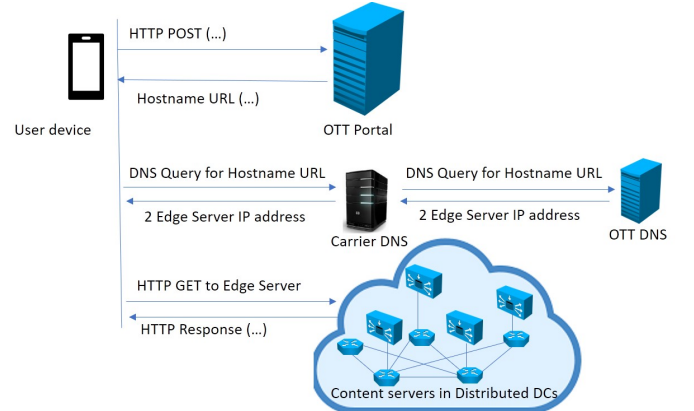 HTTP POST (...)
Hostname URL (...)
User device
OTT Portal
DNS Query for Hostname URL
DNS Query for Hostname URL
2 Edge Server IP address
2 Edge Server IP address
Carrier DNS
OTT DNS
HTTP GET to Edge Server
HTTP Response (...)
Content servers in Distributed DCs